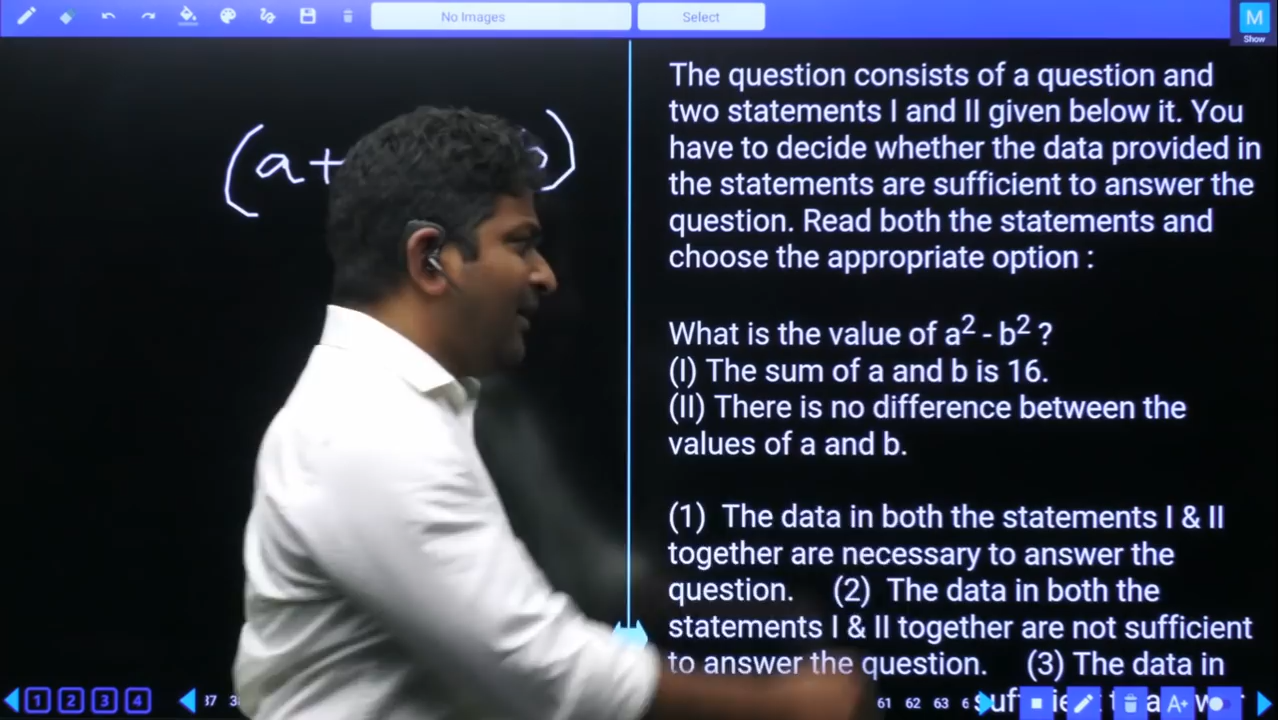 No Images
Select
M
Show
(a+
b)
The question consists of a question and
two statements I and II given below it. You
have to decide whether the data provided in
the statements are sufficient to answer the
question. Read both the statements and
choose the appropriate option :
What is the value of a² - b² ?
(I) The sum of a and b is 16.
(II) There is no difference between the
values of a and b.
(1) The data in both the statements I & II
together are necessary to answer the
question. (2) The data in both the
statements I & II together are not sufficient
to answer the question. (3) The data in
1 2 3 4 37 61 62 63 A+